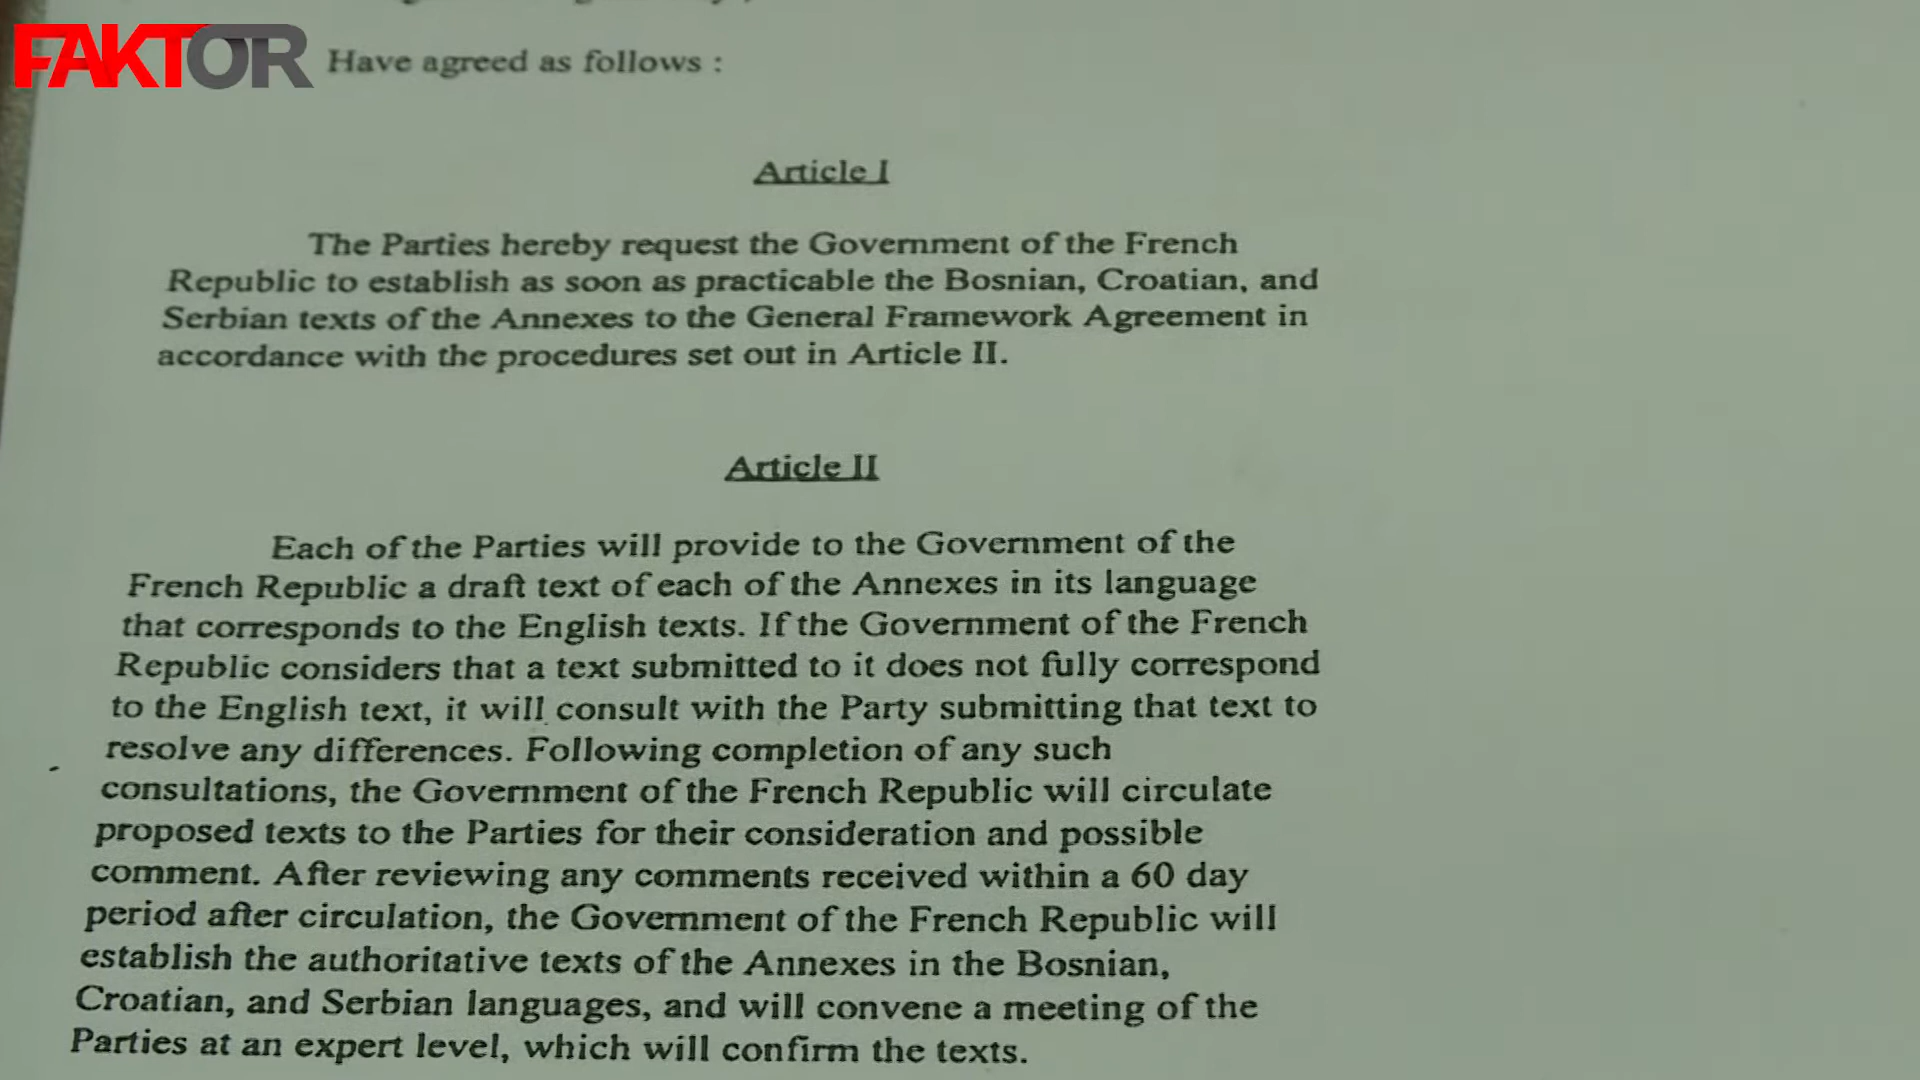 FAKTOR
Have agreed as follows :
Article I
The Parties hereby request the Government of the French
Republic to establish as soon as practicable the Bosnian, Croatian, and
Serbian texts of the Annexes to the General Framework Agreement in
accordance with the procedures set out in Article II.
Article II
Each of the Parties will provide to the Government of the
French Republic a draft text of each of the Annexes in its language
that corresponds to the English texts. If the Government of the French
Republic considers that a text submitted to it does not fully correspond
to the English text, it will consult with the Party submitting that text to
resolve any differences. Following completion of any such
consultations, the Government of the French Republic will circulate
proposed texts to the Parties for their consideration and possible
comment. After reviewing any comments received within a 60 day
period after circulation, the Government of the French Republic will
establish the authoritative texts of the Annexes in the Bosnian,
Croatian, and Serbian languages, and will convene a meeting of the
Parties at an expert level, which will confirm the texts.